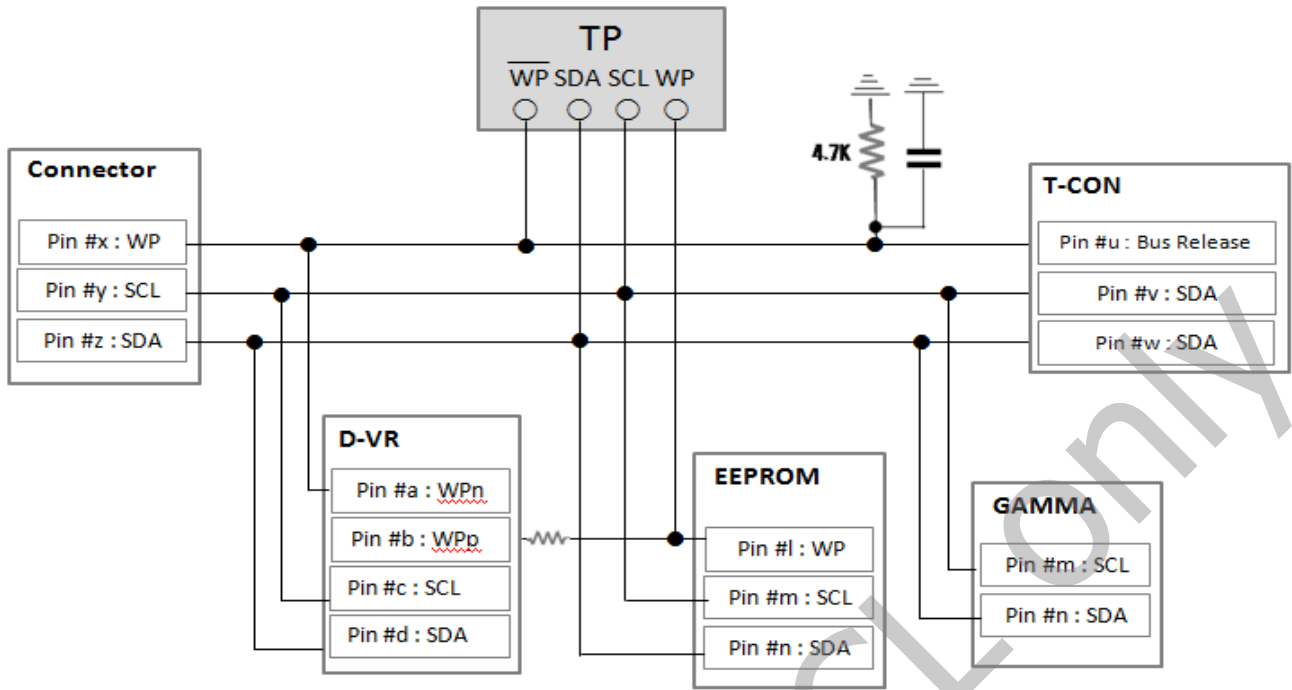 TP
WP SDA SCL WP
4.7K
Connector
Pin #x : WP
Pin #y : SCL
Pin #z : SDA
T-CON
Pin #u : Bus Release
Pin #v : SDA
Pin #w : SDA
D-VR
Pin #a : WPn
Pin #b : WPp
Pin #c : SCL
Pin #d : SDA
EEPROM
Pin #l : WP
Pin #m : SCL
Pin #n : SDA
GAMMA
Pin #m : SCL
Pin #n : SDA
only